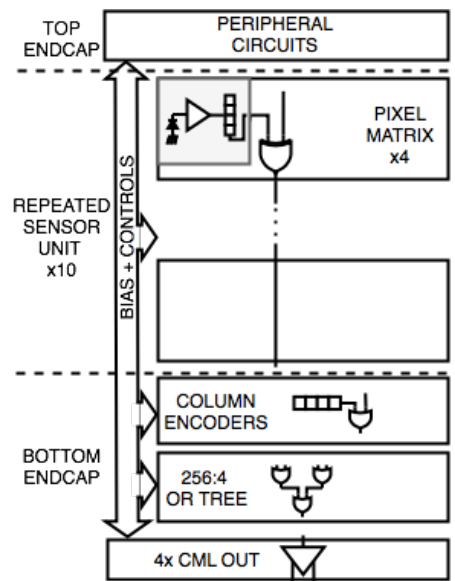 TOP
ENDCAP
PERIPHERAL
CIRCUITS
PIXEL
MATRIX
x4
REPEATED
SENSOR
UNIT
x10
BIAS + CONTROLS
COLUMN
ENCODERS
BOTTOM
ENDCAP
256:4
OR TREE
4x CML OUT